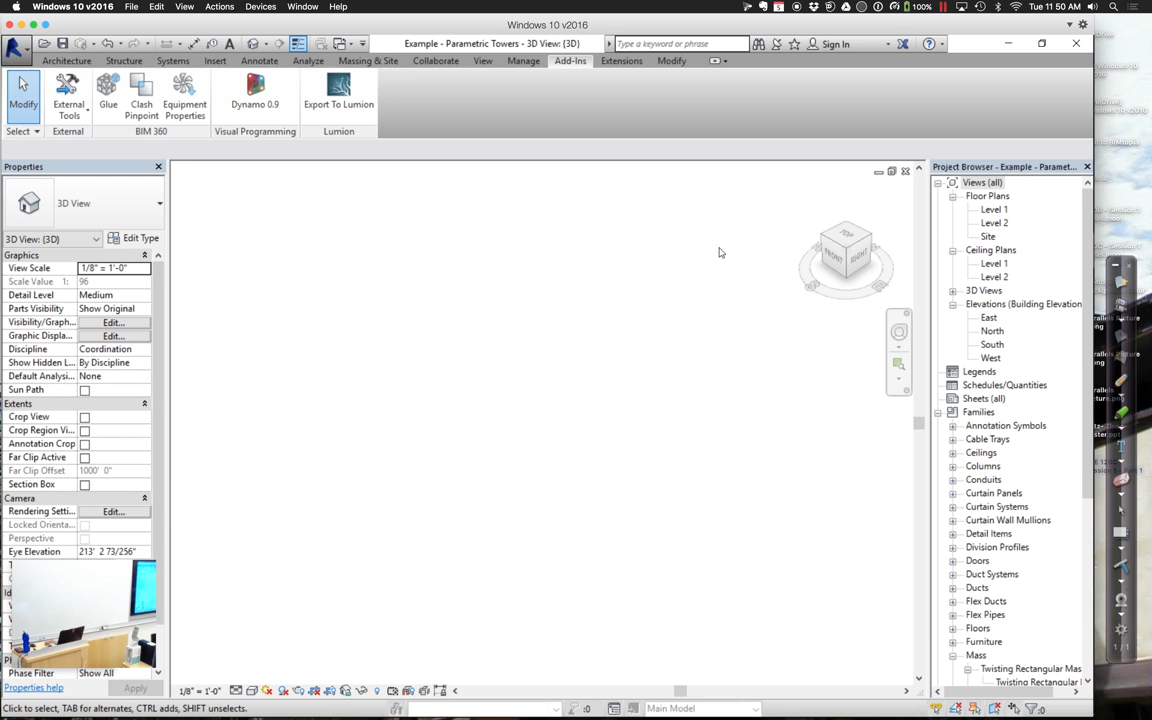 Windows 10 v2016 File Edit View Actions Devices Window Help 100% Tue 11 50 AM
Windows 10 v2016
Example - Parametric Towers - 3D View: {3D}
Type a keyword or phrase
Sign In
Architecture Structure Systems Insert Annotate Analyze Massing & Site Collaborate View Manage Add-Ins Extensions Modify
Modify
External Tools
Glue
Clash Pinpoint
Equipment Properties
Dynamo 0.9
Export To Lumion
Select External BIM 360 Visual Programming Lumion
Properties
3D View
3D View: {3D}
Edit Type
Graphics
View Scale 1/8" = 1'-0"
Scale Value 1: 96
Detail Level Medium
Parts Visibility Show Original
Visibility/Graph... Edit...
Graphic Displa... Edit...
Discipline Coordination
Show Hidden L... By Discipline
Default Analysi... None
Sun Path
Extents
Crop View
Crop Region Vi...
Annotation Crop
Far Clip Active
Far Clip Offset 1000' 0"
Section Box
Camera
Rendering Setti... Edit...
Locked Orienta...
Perspective
Eye Elevation 213' 2 73/256"
Phase Filter Show All
Properties help
Apply
TOP
FRONT
RIGHT
1/8" = 1'-0"
Project Browser - Example - Paramet...
Views (all)
Floor Plans
Level 1
Level 2
Site
Ceiling Plans
Level 1
Level 2
3D Views
Elevations (Building Elevation
East
North
South
West
Legends
Schedules/Quantities
Sheets (all)
Families
Annotation Symbols
Cable Trays
Ceilings
Columns
Conduits
Curtain Panels
Curtain Systems
Curtain Wall Mullions
Detail Items
Division Profiles
Doors
Duct Systems
Ducts
Flex Ducts
Flex Pipes
Floors
Furniture
Mass
Twisting Rectangular Mas
Twisting Rectangular
1 / 1
Click to select, TAB for alternates, CTRL adds, SHIFT unselects.
:0
Main Model
:0